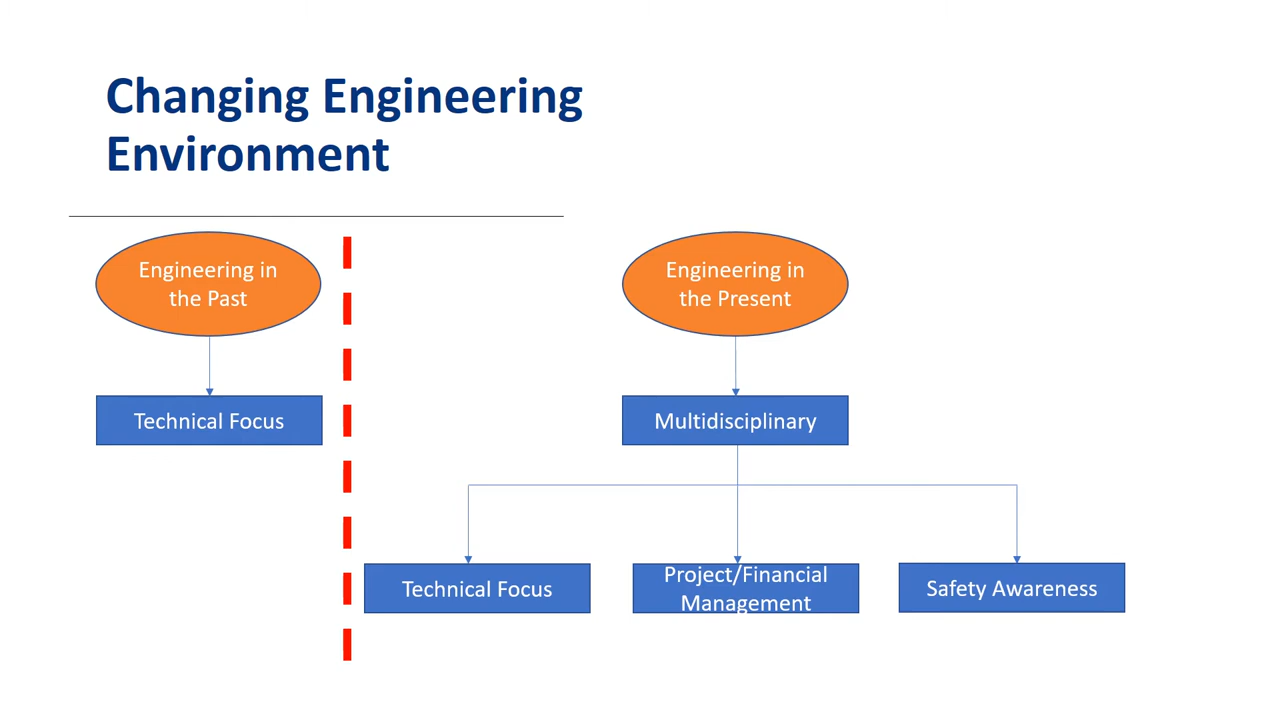 Changing Engineering
Environment
Engineering in
the Past
Technical Focus
Engineering in
the Present
Multidisciplinary
Technical Focus
Project/Financial
Management
Safety Awareness